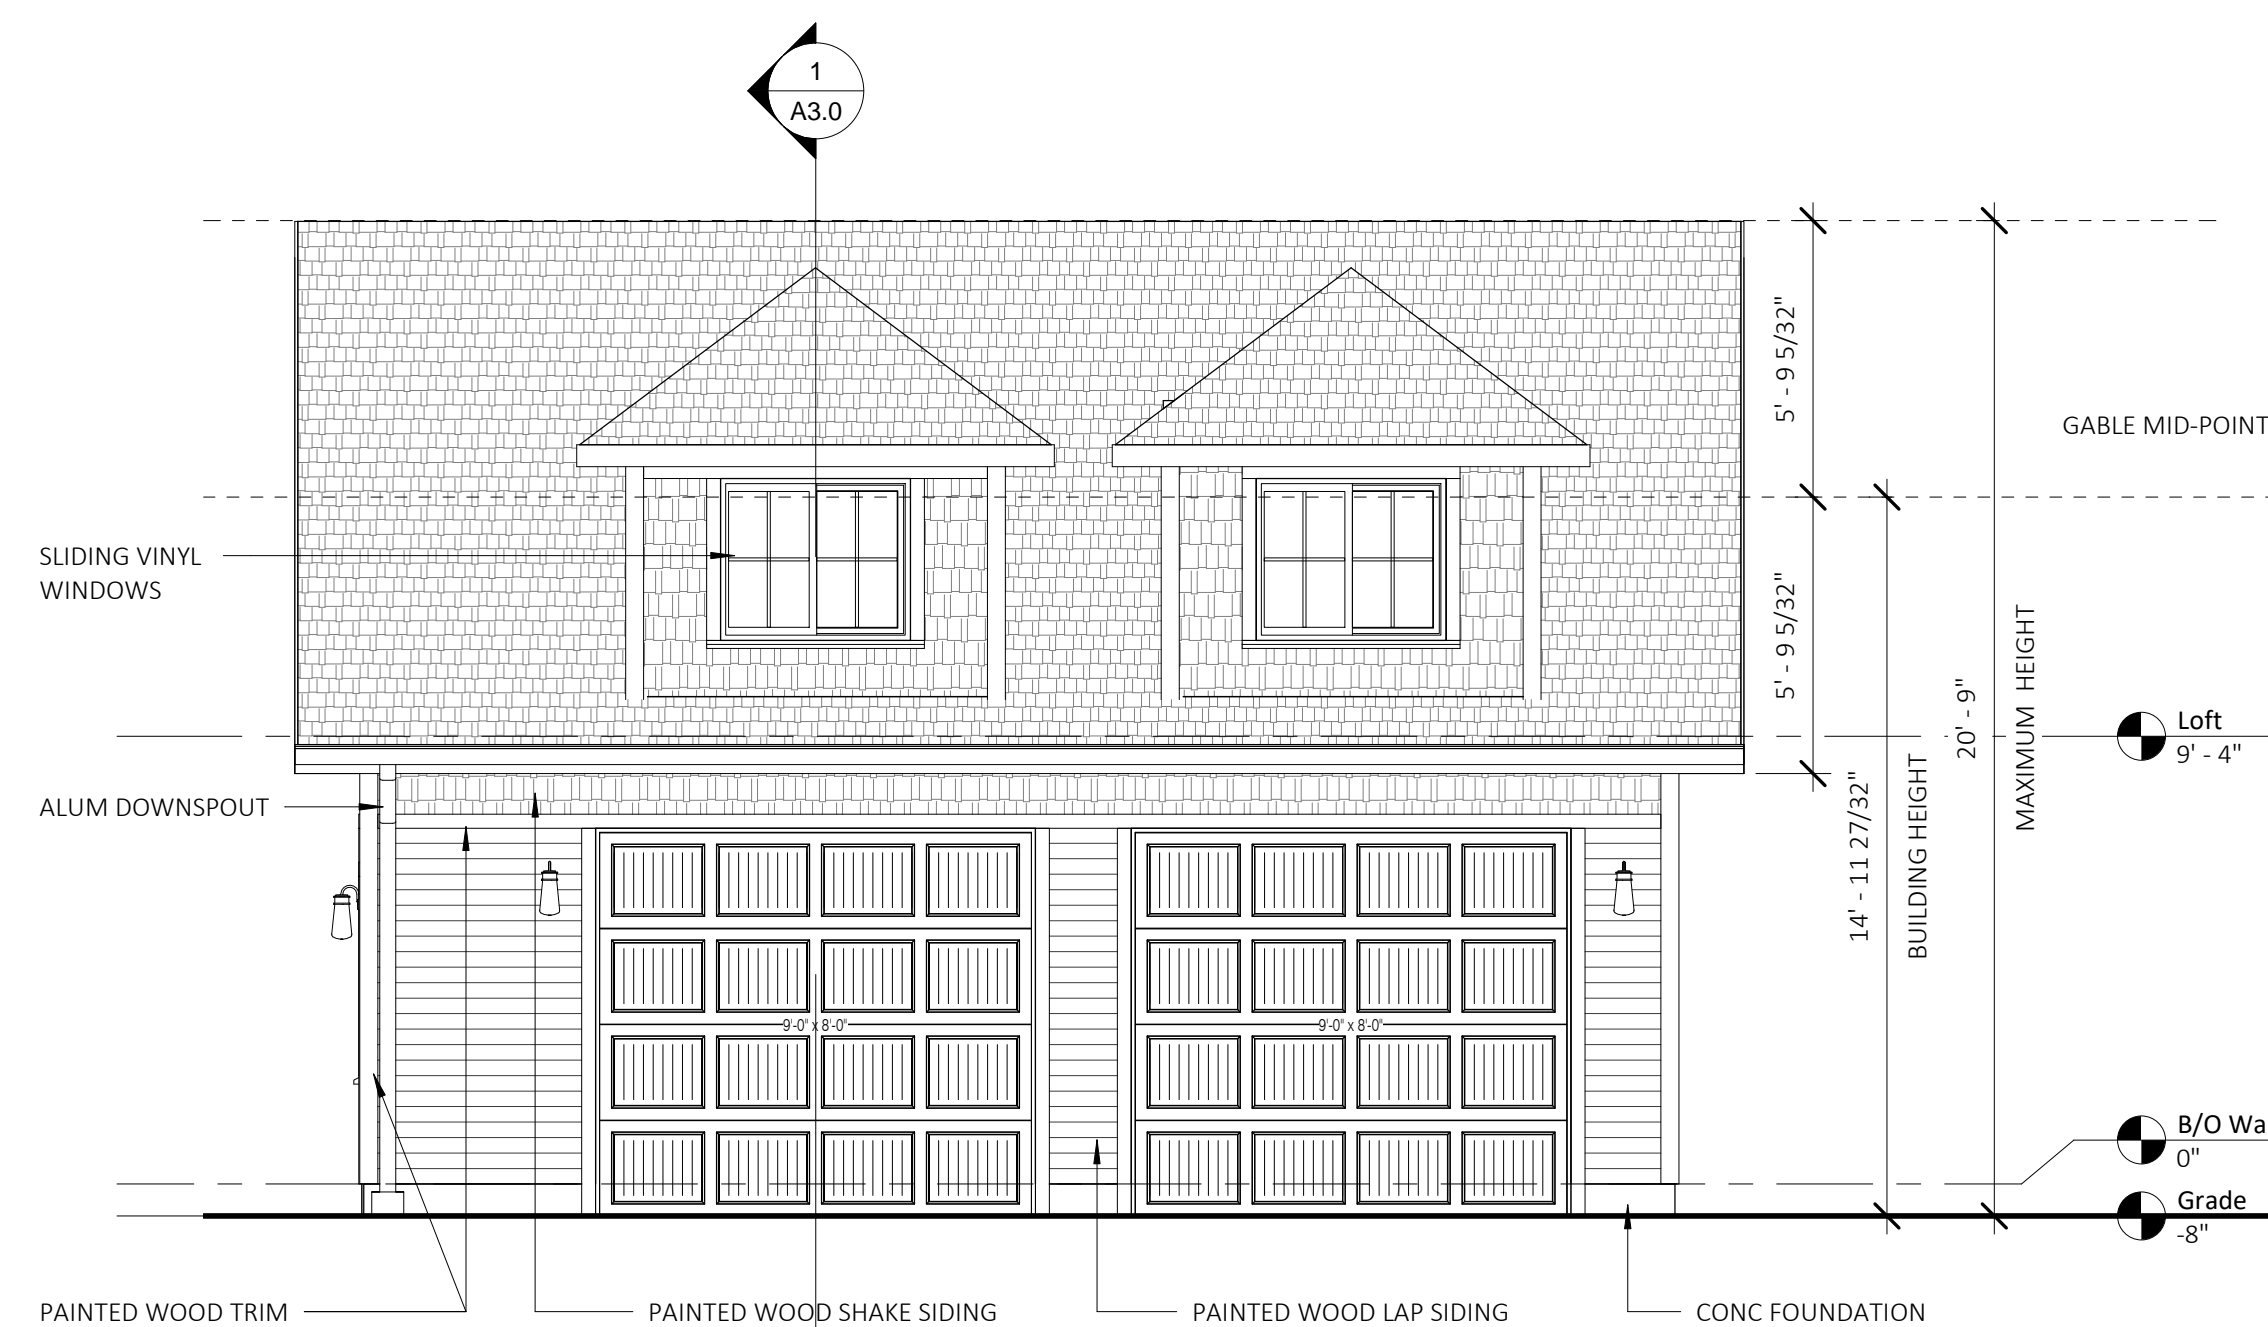 1
A3.0
5' - 9 5/32"
GABLE MID-POINT
SLIDING VINYL
WINDOWS
5' - 9 5/32"
MAXIMUM HEIGHT
20' - 9"
Loft
9' - 4"
ALUM DOWNSPOUT
14' - 11 27/32"
BUILDING HEIGHT
9'-0" x 8'-0"
9'-0" x 8'-0"
B/O Wa
0"
Grade
-8"
PAINTED WOOD TRIM
PAINTED WOOD SHAKE SIDING
PAINTED WOOD LAP SIDING
CONC FOUNDATION